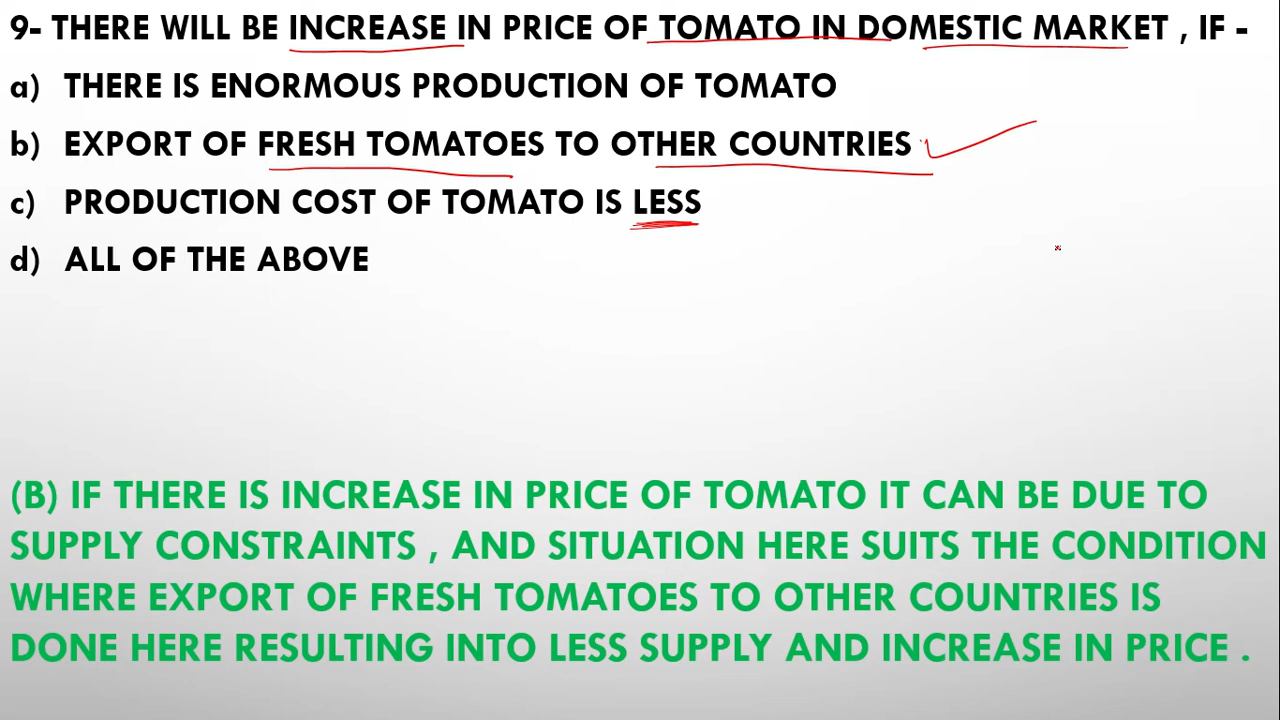 9- THERE WILL BE INCREASE IN PRICE OF TOMATO IN DOMESTIC MARKET , IF -
a) THERE IS ENORMOUS PRODUCTION OF TOMATO
b) EXPORT OF FRESH TOMATOES TO OTHER COUNTRIES
c) PRODUCTION COST OF TOMATO IS LESS
d) ALL OF THE ABOVE
(B) IF THERE IS INCREASE IN PRICE OF TOMATO IT CAN BE DUE TO
SUPPLY CONSTRAINTS , AND SITUATION HERE SUITS THE CONDITION
WHERE EXPORT OF FRESH TOMATOES TO OTHER COUNTRIES IS
DONE HERE RESULTING INTO LESS SUPPLY AND INCREASE IN PRICE .